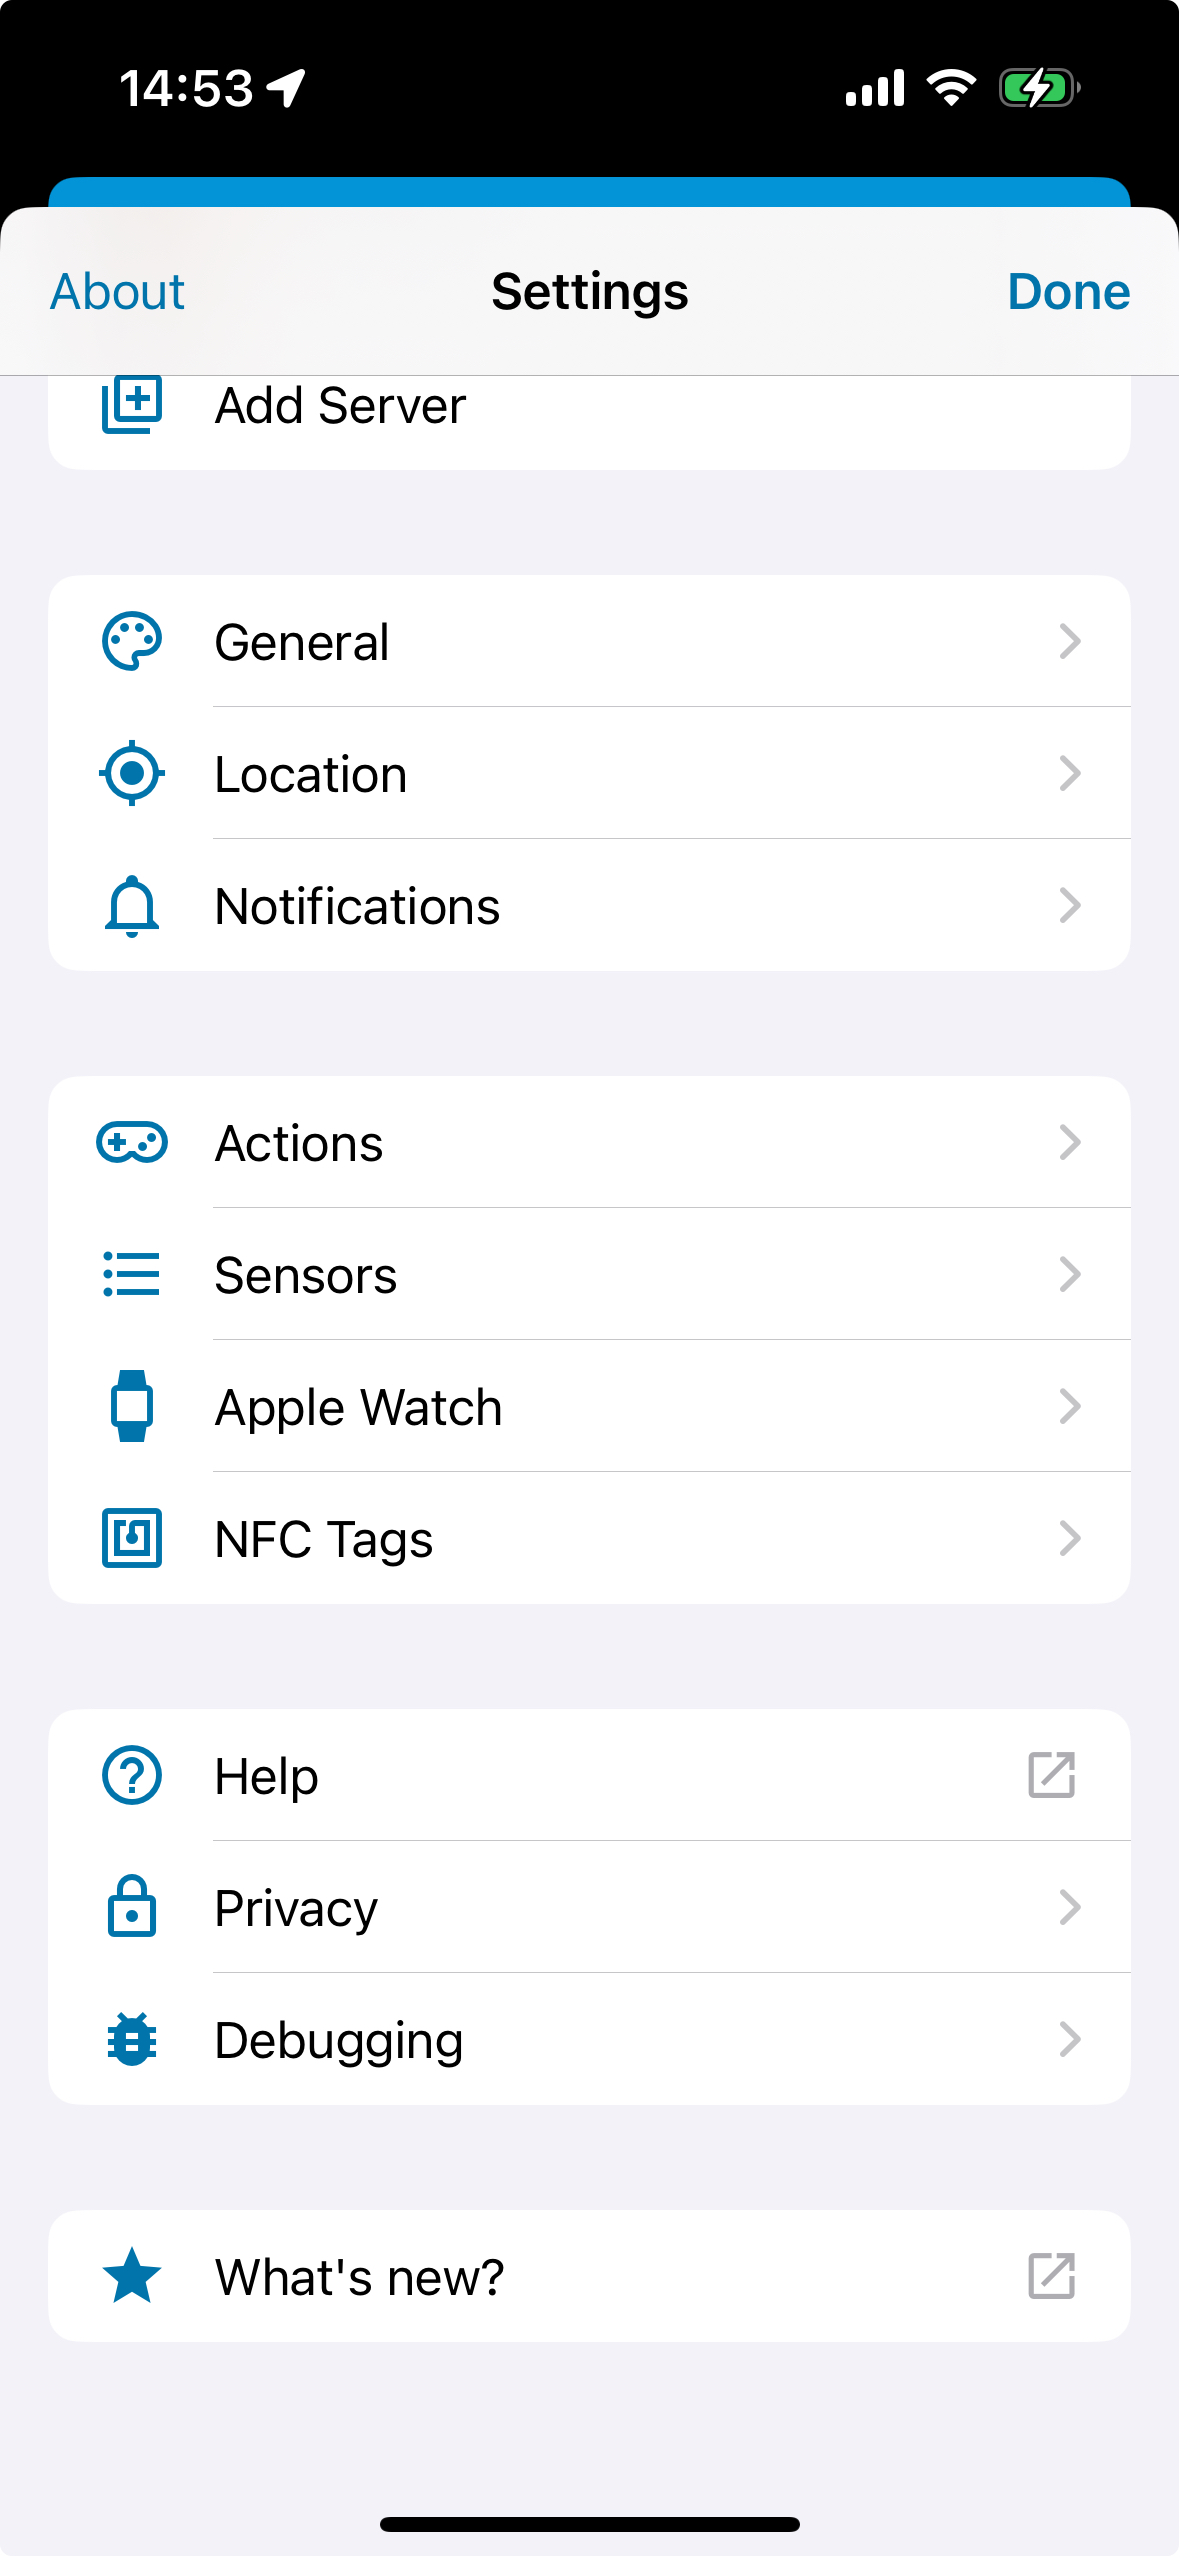 14:53
About
Settings
Done
Add Server
General
Location
Notifications
Actions
Sensors
Apple Watch
NFC Tags
Help
Privacy
Debugging
What's new?